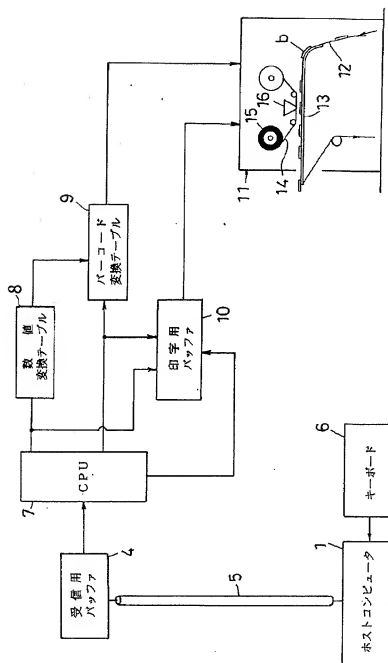 ホストコンピュータ
1
キーボード
6
5
受信用
バッファ
4
CPU
7
数値
変換テーブル
8
バーコード
変換テーブル
9
印字用
バッファ
10
11
15
16
14
13
12
b